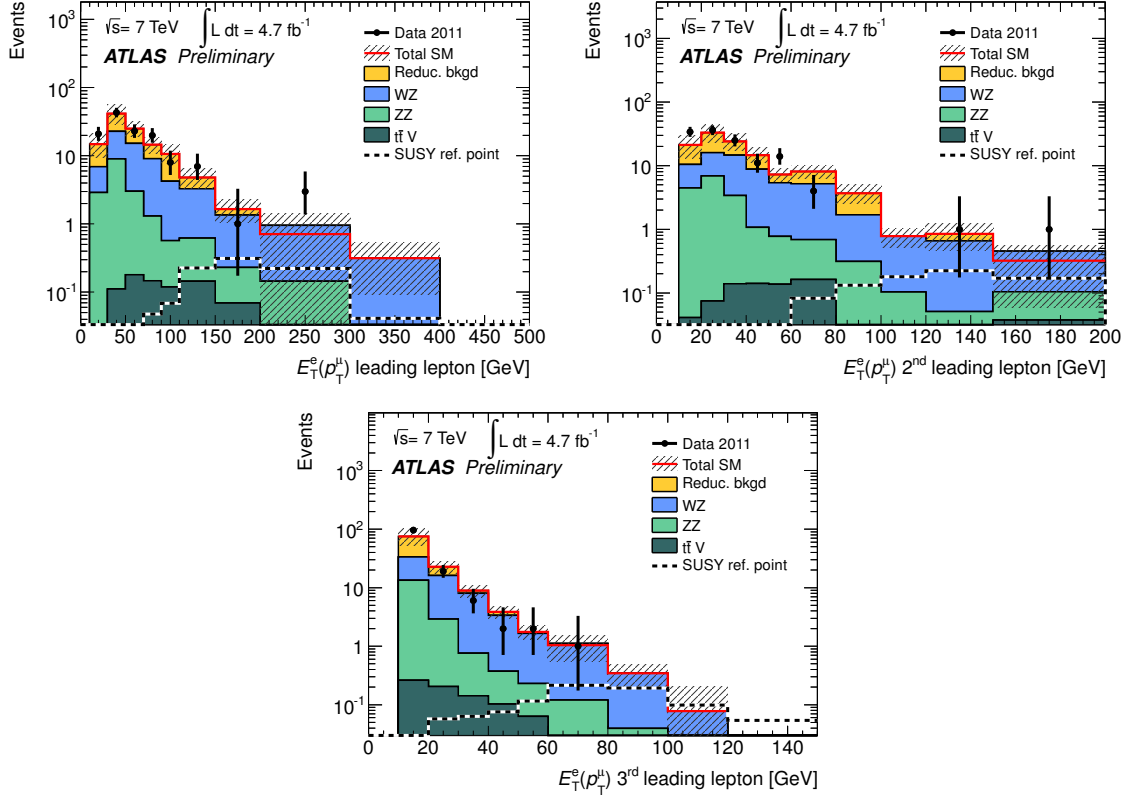 Events
10³
10²
10
1
10⁻¹
√s= 7 TeV ∫L dt = 4.7 fb⁻¹
ATLAS Preliminary
Data 2011
Total SM
Reduc. bkgd
WZ
ZZ
tt̄ V
SUSY ref. point
0 50 100 150 200 250 300 350 400 450 500
E_T^e(p_T^μ) leading lepton [GeV]
Events
10³
10²
10
1
10⁻¹
√s= 7 TeV ∫L dt = 4.7 fb⁻¹
ATLAS Preliminary
Data 2011
Total SM
Reduc. bkgd
WZ
ZZ
tt̄ V
SUSY ref. point
0 20 40 60 80 100 120 140 160 180 200
E_T^e(p_T^μ) 2nd leading lepton [GeV]
Events
10³
10²
10
1
10⁻¹
√s= 7 TeV ∫L dt = 4.7 fb⁻¹
ATLAS Preliminary
Data 2011
Total SM
Reduc. bkgd
WZ
ZZ
tt̄ V
SUSY ref. point
0 20 40 60 80 100 120 140
E_T^e(p_T^μ) 3rd leading lepton [GeV]